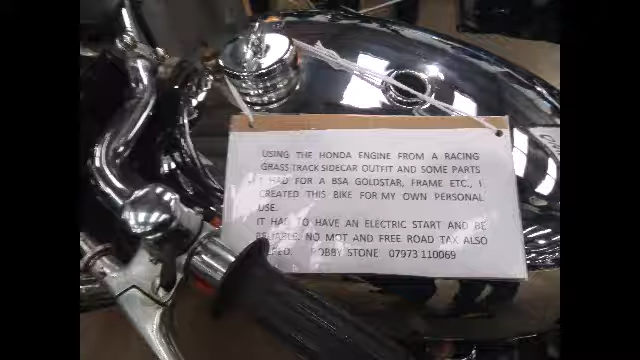 USING THE HONDA ENGINE FROM A RACING
GRASS TRACK SIDECAR OUTFIT AND SOME PARTS
I HAD FOR A BSA GOLDSTAR, FRAME ETC., I
CREATED THIS BIKE FOR MY OWN PERSONAL
USE.
IT HAD TO HAVE AN ELECTRIC START AND BE
RELIABLE. NO MOT AND FREE ROAD TAX ALSO
HELPED. BOBBY STONE 07973 110069